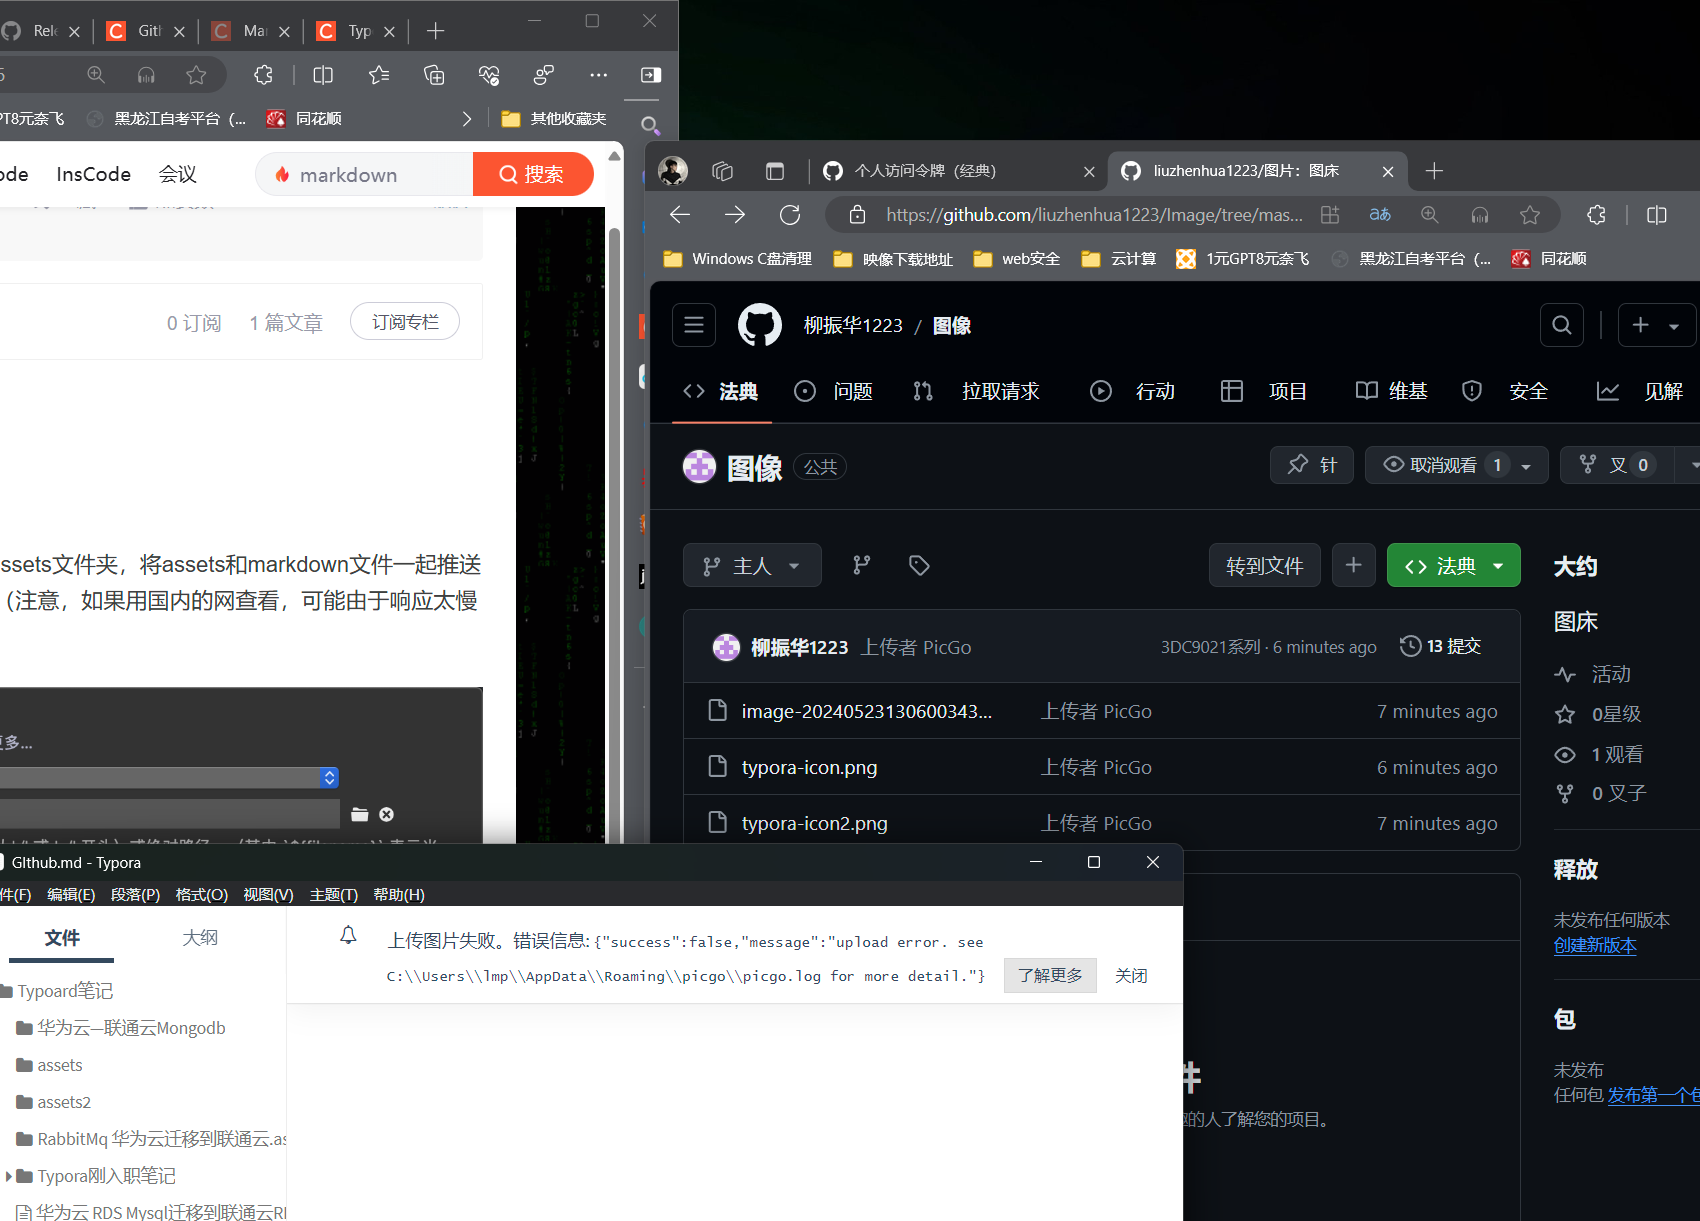 Rel
Gith
Mar
Typ
5
PT8元奈飞
黑龙江自考平台（...
同花顺
其他收藏夹
ode
InsCode
会议
markdown
搜索
0 订阅
1 篇文章
订阅专栏
ssets文件夹，将assets和markdown文件一起推送
（注意，如果用国内的网查看，可能由于响应太慢
更多...
个人访问令牌（经典）
liuzhenhua1223/图片：图床
https://github.com/liuzhenhua1223/Image/tree/mas...
aあ
Windows C盘清理
映像下载地址
web安全
云计算
1元GPT8元奈飞
黑龙江自考平台（...
同花顺
柳振华1223 / 图像
法典
问题
拉取请求
行动
项目
维基
安全
见解
图像
公共
针
取消观看 1
叉 0
主人
转到文件
法典
大约
图床
柳振华1223 上传者 PicGo
3DC9021系列 · 6 minutes ago
13 提交
活动
image-20240523130600343...
上传者 PicGo
7 minutes ago
0星级
1 观看
typora-icon.png
上传者 PicGo
6 minutes ago
0 叉子
typora-icon2.png
上传者 PicGo
7 minutes ago
释放
未发布任何版本
创建新版本
包
未发布
任何包 发布第一个包
件
的人了解您的项目。
GIthub.md - Typora
件(F)
编辑(E)
段落(P)
格式(O)
视图(V)
主题(T)
帮助(H)
文件
大纲
上传图片失败。错误信息: {"success":false,"message":"upload error. see
C:\\Users\\lmp\\AppData\\Roaming\\picgo\\picgo.log for more detail."}
了解更多
关闭
Typoard笔记
华为云—联通云Mongodb
assets
assets2
RabbitMq 华为云迁移到联通云.as
Typora刚入职笔记
华为云 RDS Mysql迁移到联通云RI